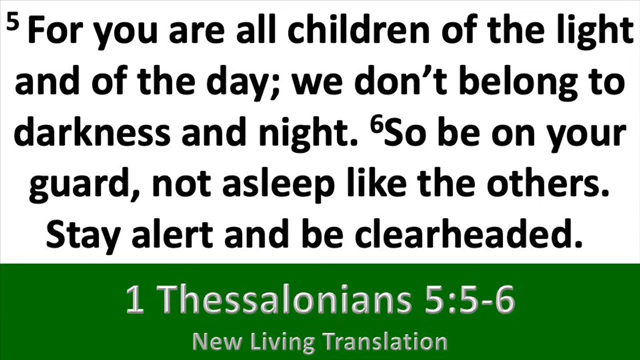 ⁵ For you are all children of the light
and of the day; we don’t belong to
darkness and night. ⁶So be on your
guard, not asleep like the others.
Stay alert and be clearheaded.
1 Thessalonians 5:5-6
New Living Translation